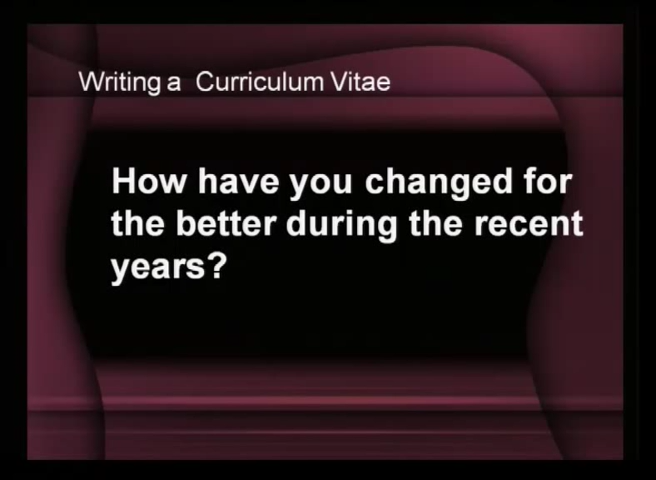 Writing a Curriculum Vitae
How have you changed for
the better during the recent
years?